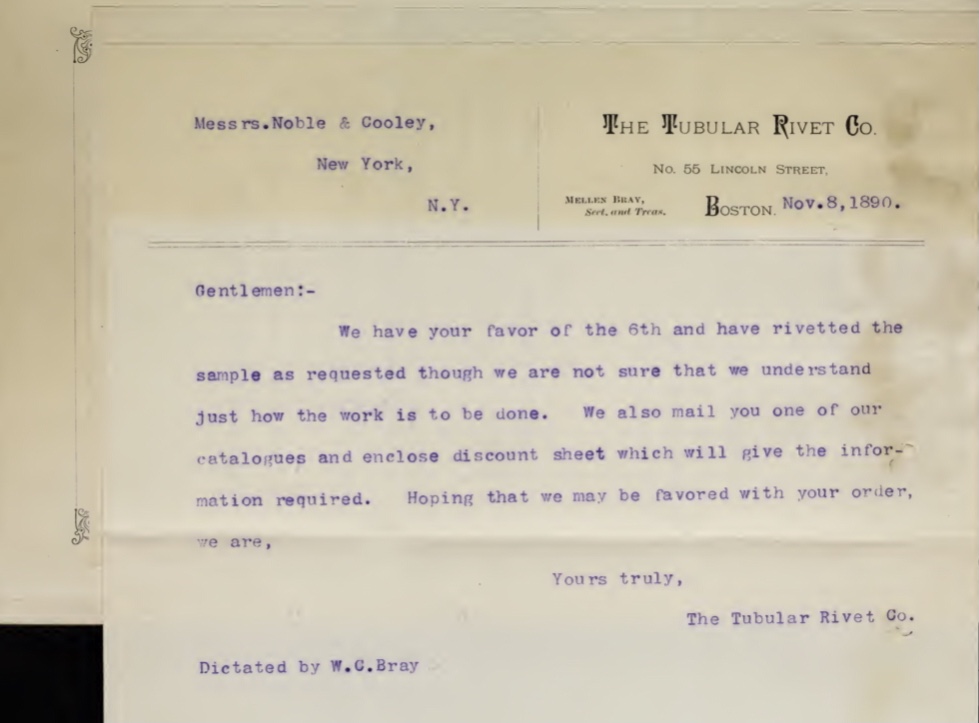 Messrs.Noble & Cooley,
New York,
N.Y.
THE TUBULAR RIVET CO.
No. 55 LINCOLN STREET,
MELLEN BRAY,
Sect. and Treas.
BOSTON. Nov.8,1890.
Gentlemen:-
We have your favor of the 6th and have rivetted the
sample as requested though we are not sure that we understand
just how the work is to be done. We also mail you one of our
catalogues and enclose discount sheet which will give the infor-
mation required. Hoping that we may be favored with your order,
we are,
Yours truly,
The Tubular Rivet Co.
Dictated by W.C.Bray